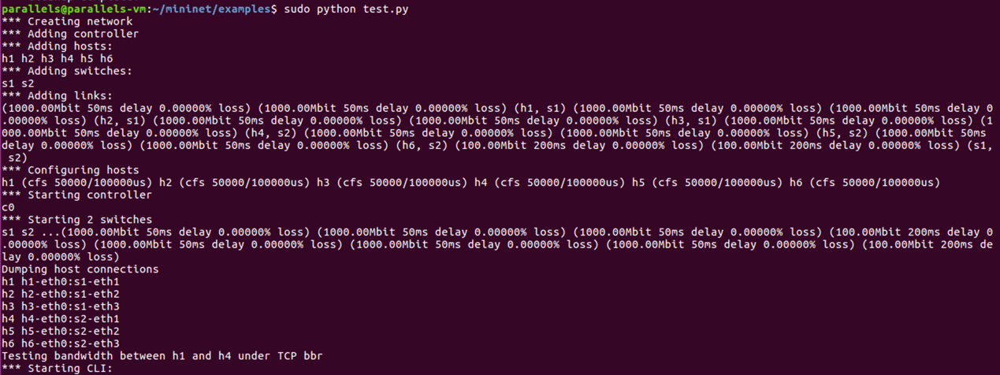 parallels@parallels-vm:~/mininet/examples$ sudo python test.py
*** Creating network
*** Adding controller
*** Adding hosts:
h1 h2 h3 h4 h5 h6
*** Adding switches:
s1 s2
*** Adding links:
(1000.00Mbit 50ms delay 0.00000% loss) (1000.00Mbit 50ms delay 0.00000% loss) (h1, s1) (1000.00Mbit 50ms delay 0.00000% loss) (1000.00Mbit 50ms delay 0
.00000% loss) (h2, s1) (1000.00Mbit 50ms delay 0.00000% loss) (1000.00Mbit 50ms delay 0.00000% loss) (h3, s1) (1000.00Mbit 50ms delay 0.00000% loss) (1
000.00Mbit 50ms delay 0.00000% loss) (h4, s2) (1000.00Mbit 50ms delay 0.00000% loss) (1000.00Mbit 50ms delay 0.00000% loss) (h5, s2) (1000.00Mbit 50ms
delay 0.00000% loss) (1000.00Mbit 50ms delay 0.00000% loss) (h6, s2) (100.00Mbit 200ms delay 0.00000% loss) (100.00Mbit 200ms delay 0.00000% loss) (s1,
s2)
*** Configuring hosts
h1 (cfs 50000/100000us) h2 (cfs 50000/100000us) h3 (cfs 50000/100000us) h4 (cfs 50000/100000us) h5 (cfs 50000/100000us) h6 (cfs 50000/100000us)
*** Starting controller
c0
*** Starting 2 switches
s1 s2 ...(1000.00Mbit 50ms delay 0.00000% loss) (1000.00Mbit 50ms delay 0.00000% loss) (1000.00Mbit 50ms delay 0.00000% loss) (100.00Mbit 200ms delay 0
.00000% loss) (1000.00Mbit 50ms delay 0.00000% loss) (1000.00Mbit 50ms delay 0.00000% loss) (1000.00Mbit 50ms delay 0.00000% loss) (100.00Mbit 200ms de
lay 0.00000% loss)
Dumping host connections
h1 h1-eth0:s1-eth1
h2 h2-eth0:s1-eth2
h3 h3-eth0:s1-eth3
h4 h4-eth0:s2-eth1
h5 h5-eth0:s2-eth2
h6 h6-eth0:s2-eth3
Testing bandwidth between h1 and h4 under TCP bbr
*** Starting CLI: